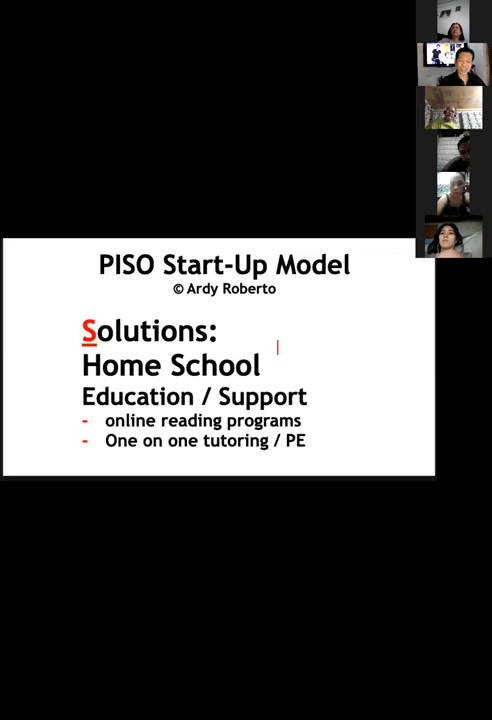 PISO Start-Up Model
© Ardy Roberto
Solutions:
Home School
Education / Support
- online reading programs
- One on one tutoring / PE